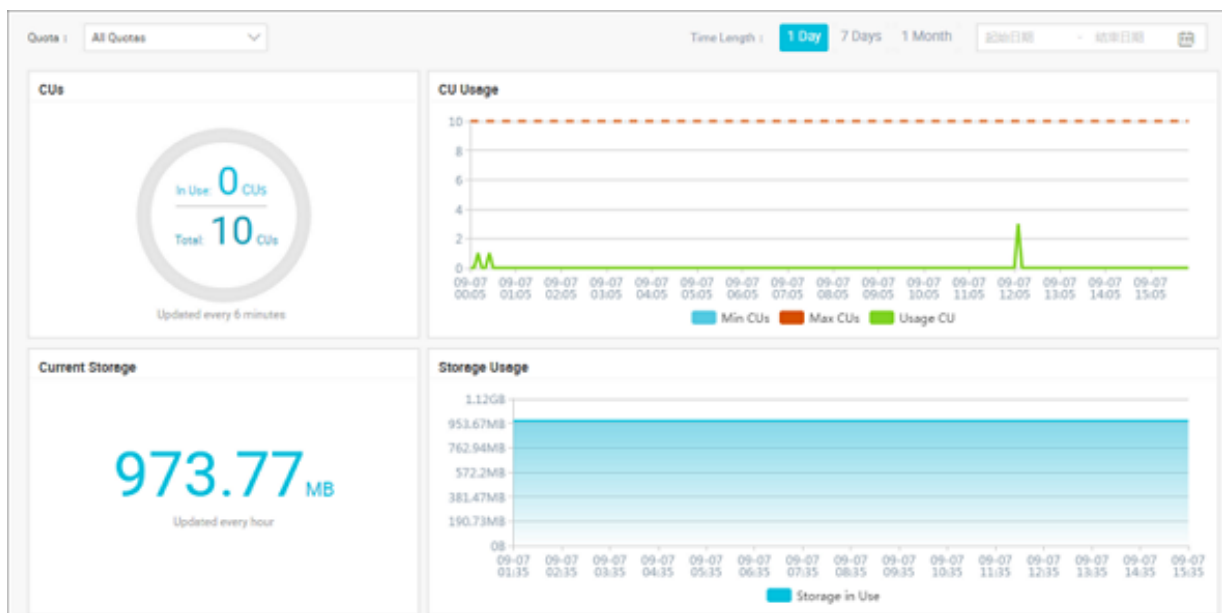 Quota : All Quotas Time Length : 1 Day 7 Days 1 Month 起始日期 - 结束日期
CUs
In Use: 0 CUs
Total: 10 CUs
Updated every 6 minutes
CU Usage
10
8
6
4
2
0
09-07 09-07 09-07 09-07 09-07 09-07 09-07 09-07 09-07 09-07 09-07 09-07 09-07 09-07 09-07 09-07
00:05 01:05 02:05 03:05 04:05 05:05 06:05 07:05 08:05 09:05 10:05 11:05 12:05 13:05 14:05 15:05
Min CUs Max CUs Usage CU
Current Storage
973.77 MB
Updated every hour
Storage Usage
1.12GB
953.67MB
762.94MB
572.2MB
381.47MB
190.73MB
0B
09-07 09-07 09-07 09-07 09-07 09-07 09-07 09-07 09-07 09-07 09-07 09-07 09-07 09-07 09-07
01:35 02:35 03:35 04:35 05:35 06:35 07:35 08:35 09:35 10:35 11:35 12:35 13:35 14:35 15:35
Storage in Use